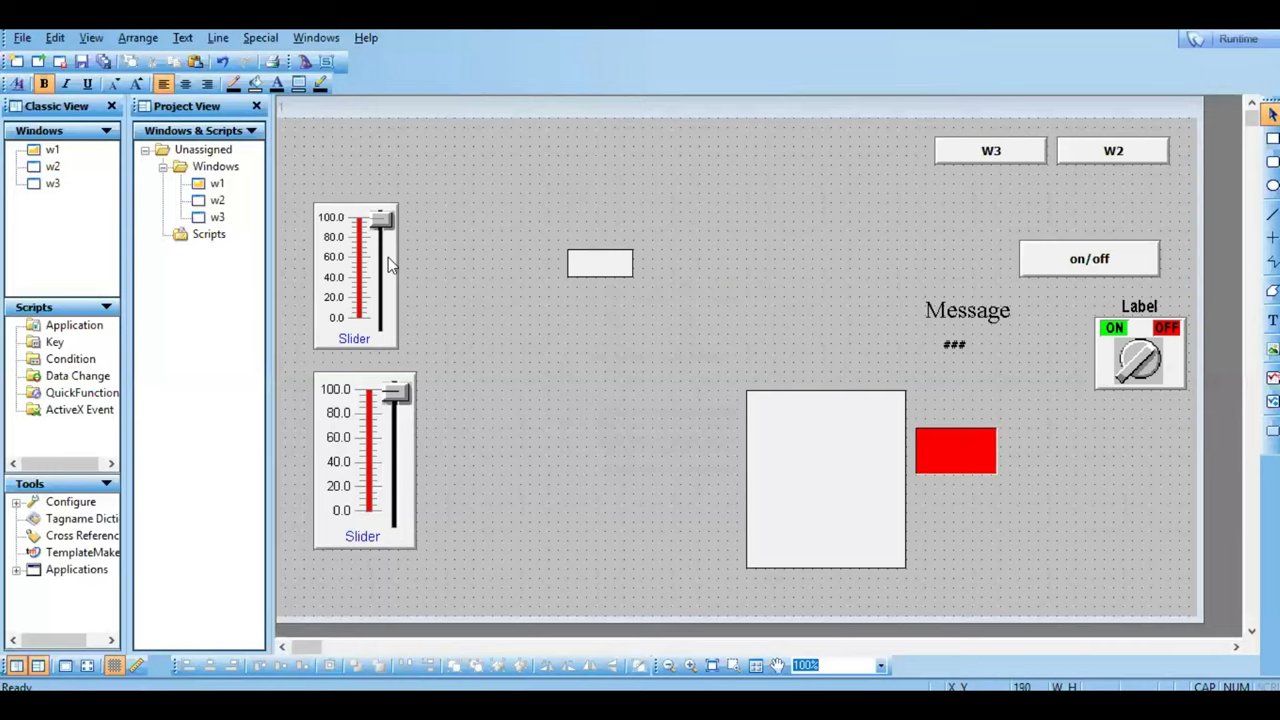 File Edit View Arrange Text Line Special Windows Help
Runtime
Classic View
Project View
Windows
w1
w2
w3
Windows & Scripts
Unassigned
Windows
w1
w2
w3
Scripts
Scripts
Application
Key
Condition
Data Change
QuickFunction
ActiveX Event
Tools
Configure
Tagname Dicti
Cross Referenc
TemplateMake
Applications
1
W3
W2
100.0
80.0
60.0
40.0
20.0
0.0
Slider
on/off
Message
###
Label
ON OFF
100.0
80.0
60.0
40.0
20.0
0.0
Slider
100%
Ready
X Y 190 W H CAP NUM